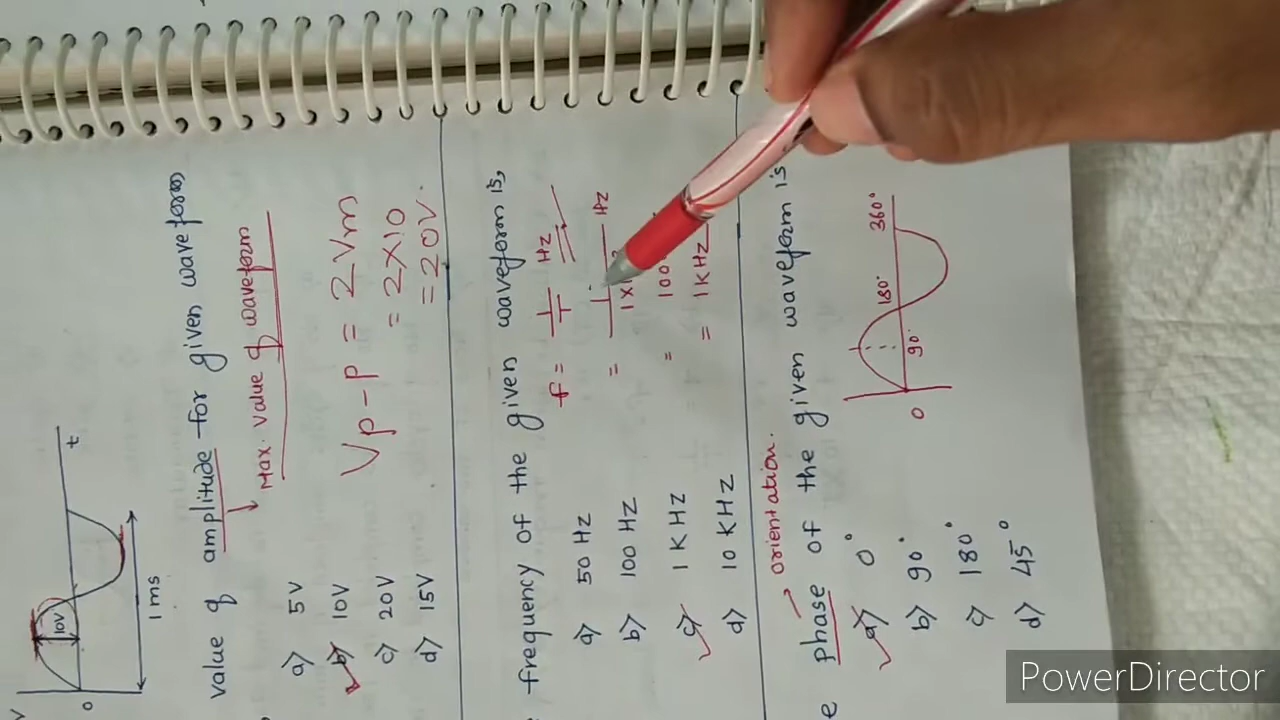 V
10V
0
t
1 ms
value of amplitude for given waveform
Max. value of waveform
a) 5V
b) 10V
c) 20V
d) 15V
Vp-p = 2Vm
= 2×10
= 20V.
frequency of the given waveform is,
a) 50 Hz
b) 100 Hz
c) 1 KHz
d) 10 KHz
f = 1/T Hz
= 1/1× Hz
= 100
= 1KHz
orientation.
phase of the given waveform is
a) 0°
b) 90°
c) 180°
d) 45°
0
90°
180°
360°
PowerDirector